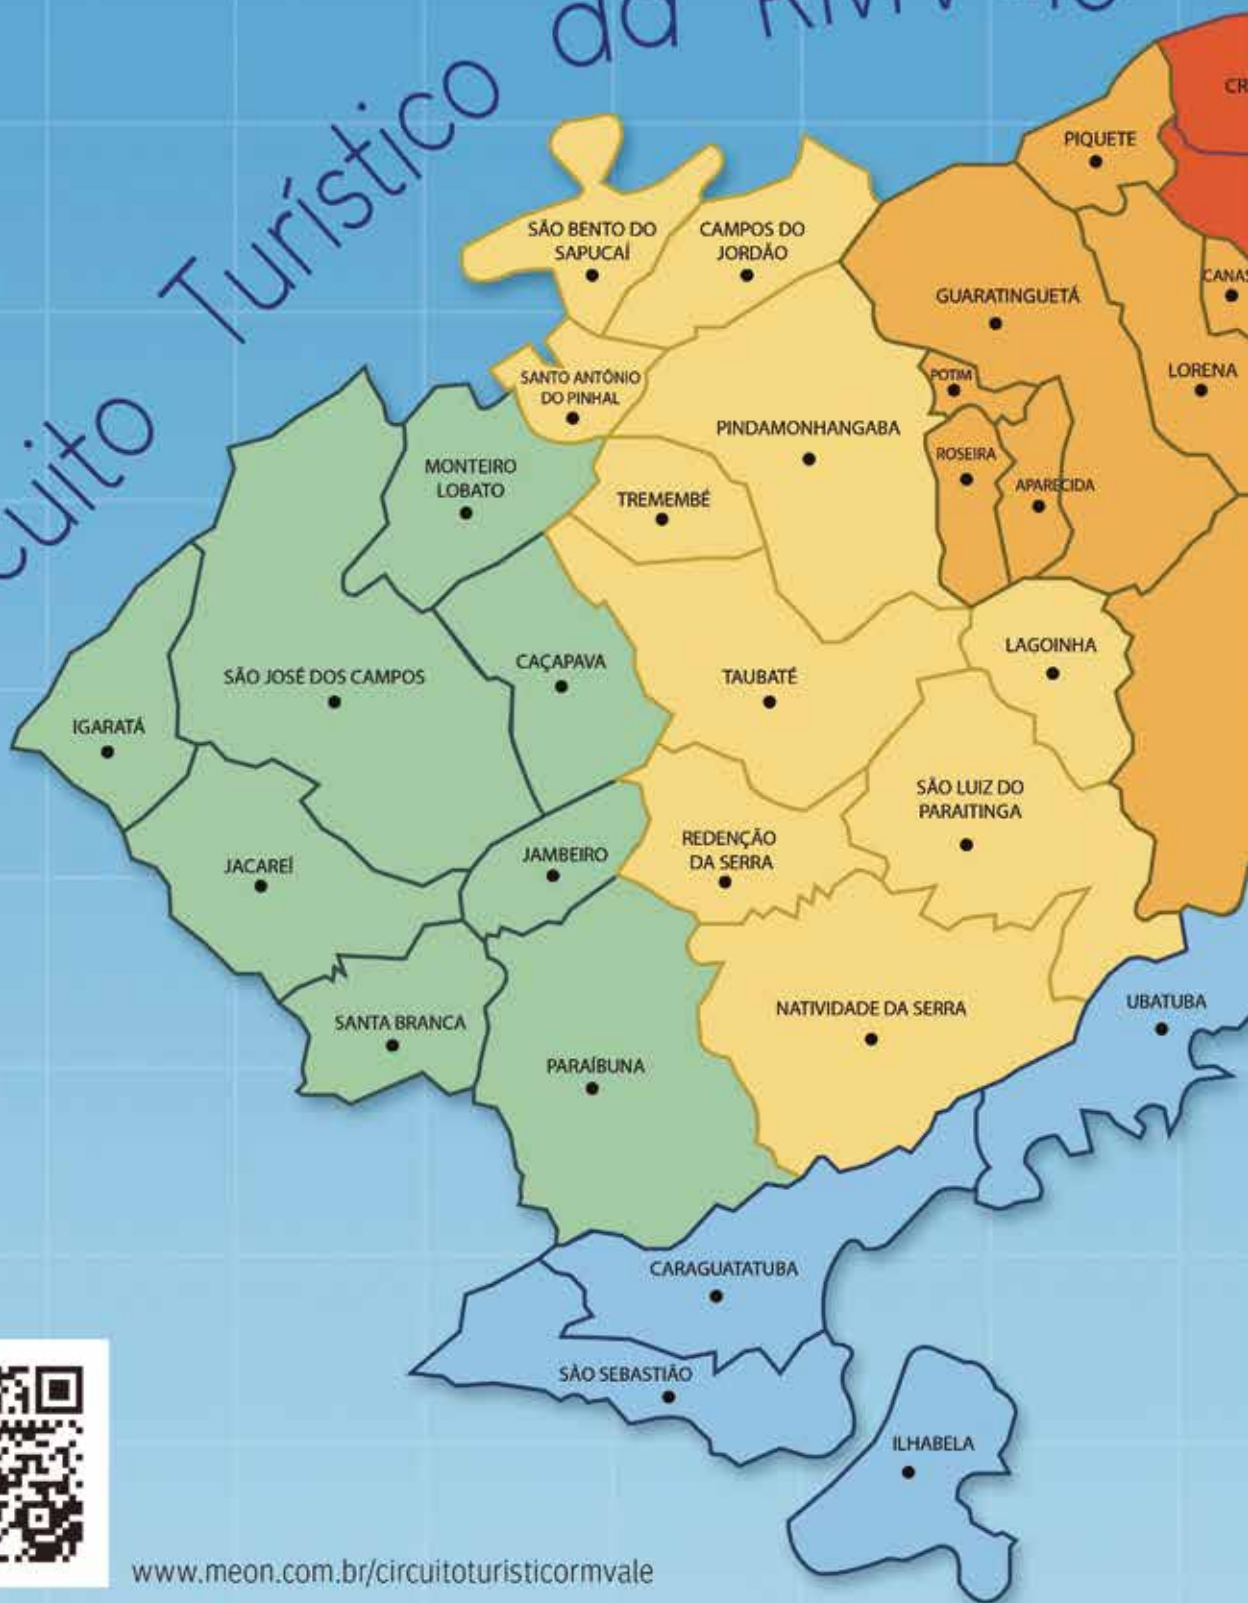 Turístico da
PIQUETE
SÃO BENTO DO
SAPUCAÍ
CAMPOS DO
JORDÃO
GUARATINGUETÁ
LORENA
POTIM
SANTO ANTÔNIO
DO PINHAL
PINDAMONHANGABA
ROSEIRA
APARECIDA
MONTEIRO
LOBATO
TREMEMBÉ
LAGOINHA
CAÇAPAVA
SÃO JOSÉ DOS CAMPOS
TAUBATÉ
IGARATÁ
SÃO LUIZ DO
PARAITINGA
REDENÇÃO
DA SERRA
JAMBEIRO
JACAREÍ
NATIVIDADE DA SERRA
UBATUBA
SANTA BRANCA
PARAÍBUNA
CARAGUATATUBA
SÃO SEBASTIÃO
ILHABELA
www.meon.com.br/circuitoturisticormvale